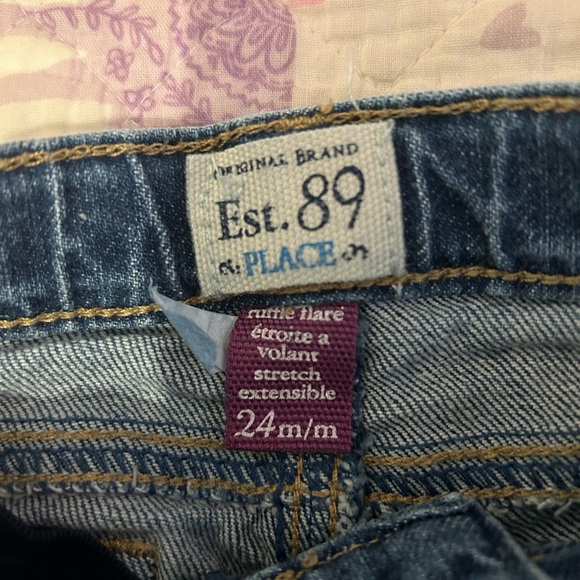 ORIGINAL BRAND
Est. 89
PLACE
ruffle flare
étroite a
volant
stretch
extensible
24m/m